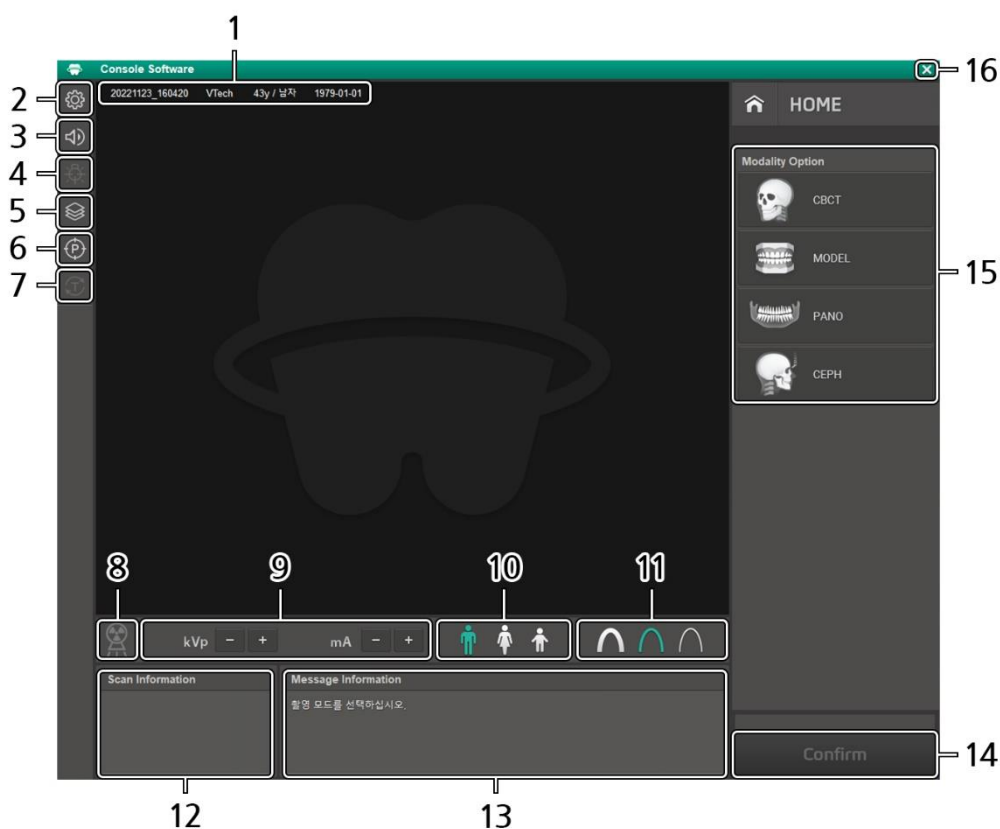 1
Console Software
16
20221123_160420 VTech 43y / 남자 1979-01-01
2
HOME
3
Modality Option
4
CBCT
5
6
P
MODEL
15
7
T
PANO
CEPH
8
9
10
11
kVp - + mA - +
Scan Information
Message Information
촬영 모드를 선택하십시오.
Confirm
14
12
13